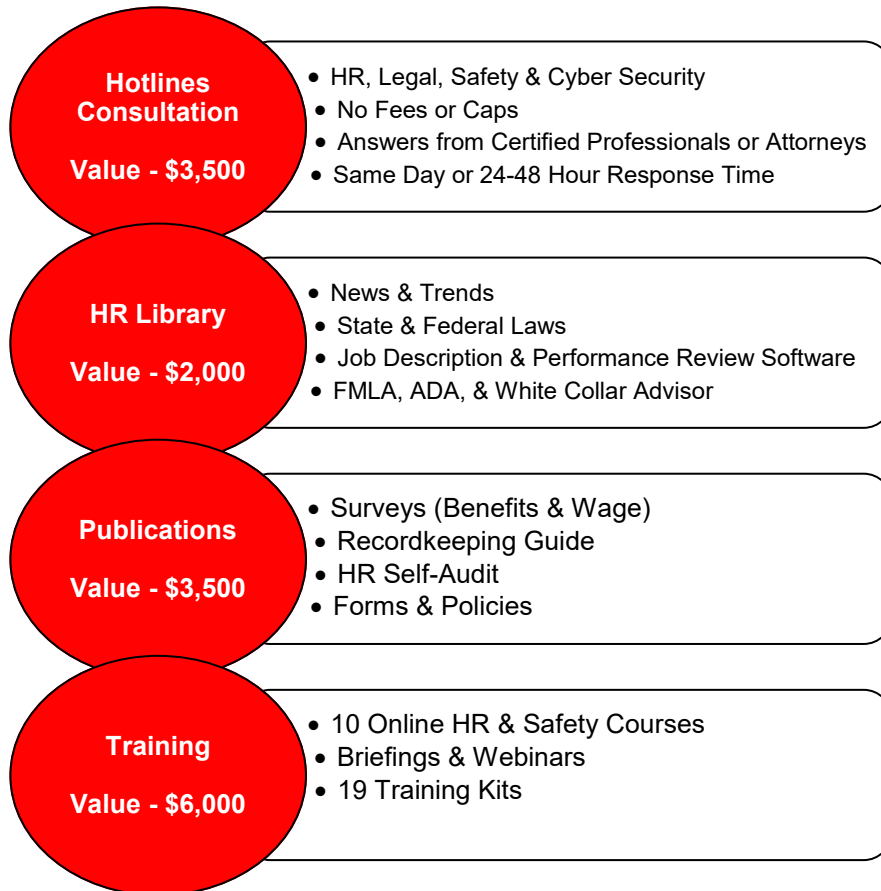 Hotlines
Consultation
Value - $3,500
• HR, Legal, Safety & Cyber Security
• No Fees or Caps
• Answers from Certified Professionals or Attorneys
• Same Day or 24-48 Hour Response Time
HR Library
Value - $2,000
• News & Trends
• State & Federal Laws
• Job Description & Performance Review Software
• FMLA, ADA, & White Collar Advisor
Publications
Value - $3,500
• Surveys (Benefits & Wage)
• Recordkeeping Guide
• HR Self-Audit
• Forms & Policies
Training
Value - $6,000
• 10 Online HR & Safety Courses
• Briefings & Webinars
• 19 Training Kits